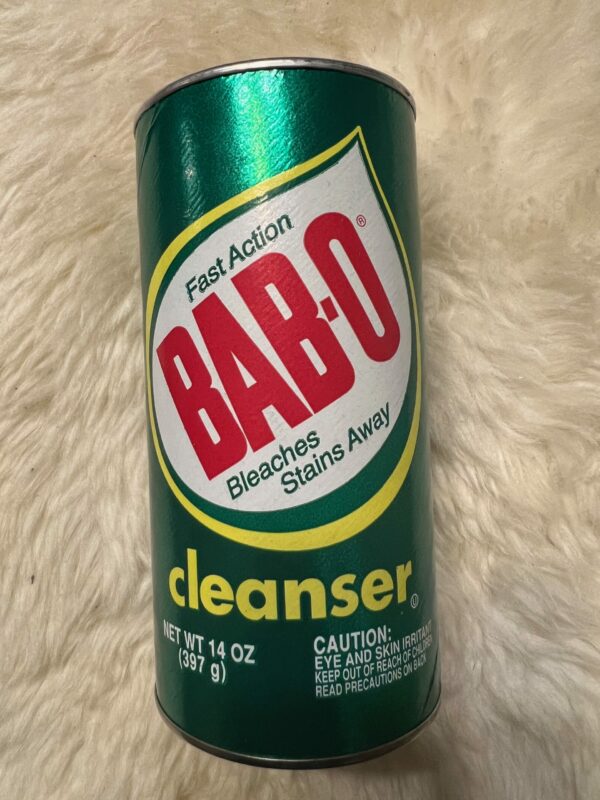 Fast Action
BAB-O®
Bleaches
Stains Away
cleanser Ⓤ
NET WT 14 OZ
(397 g)
CAUTION:
EYE AND SKIN IRRITANT
KEEP OUT OF REACH OF CHILDREN
READ PRECAUTIONS ON BACK